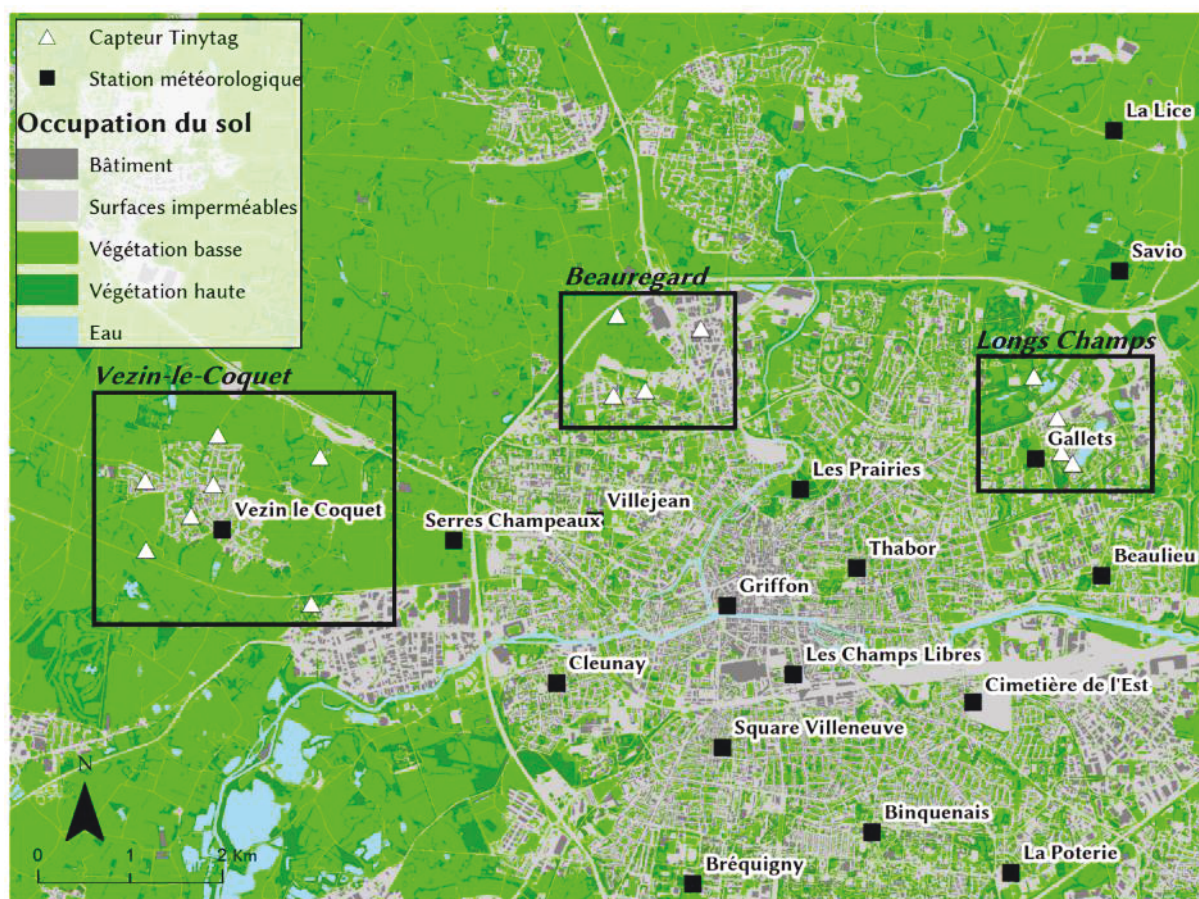 Capteur Tinytag
Station météorologique
Occupation du sol
Bâtiment
Surfaces imperméables
Végétation basse
Végétation haute
Eau
La Lice
Savio
Beauregard
Longs Champs
Vezin-le-Coquet
Gallets
Les Prairies
Villejean
Vezin le Coquet
Serres Champeaux
Thabor
Beaulieu
Griffon
Les Champs Libres
Cleunay
Cimetière de l'Est
Square Villeneuve
N
Binquenais
0 1 2 Km
Bréquigny
La Poterie